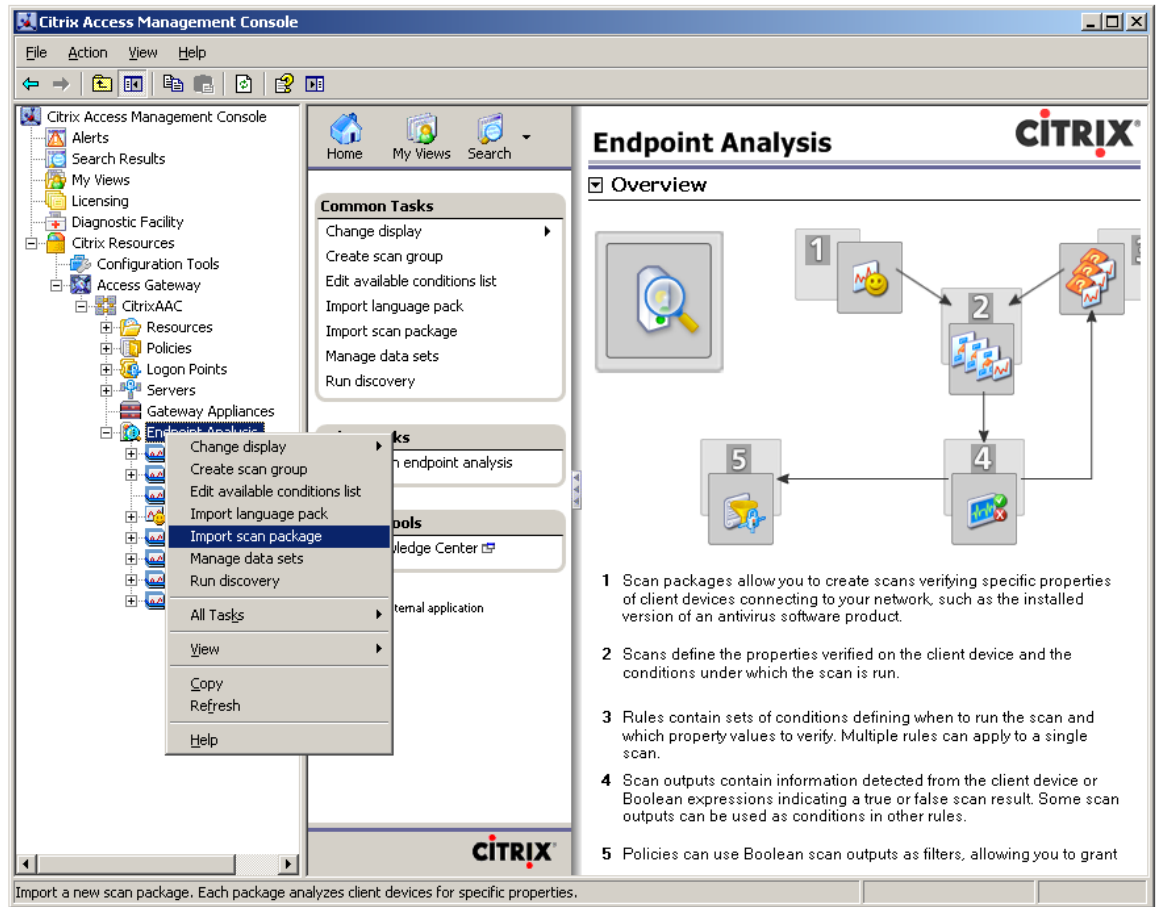 Citrix Access Management Console
File Action View Help
Citrix Access Management Console
Alerts
Search Results
My Views
Licensing
Diagnostic Facility
Citrix Resources
Configuration Tools
Access Gateway
CitrixAAC
Resources
Policies
Logon Points
Servers
Gateway Appliances
Endpoint Analysis
Change display
Create scan group
Edit available conditions list
Import language pack
Import scan package
Manage data sets
Run discovery
All Tasks
View
Copy
Refresh
Help
Home My Views Search
Common Tasks
Change display
Create scan group
Edit available conditions list
Import language pack
Import scan package
Manage data sets
Run discovery
ks
n endpoint analysis
ools
ledge Center
ternal application
CITRIX
Endpoint Analysis
CITRIX
Overview
1
2
3
5
4
1 Scan packages allow you to create scans verifying specific properties
of client devices connecting to your network, such as the installed
version of an antivirus software product.
2 Scans define the properties verified on the client device and the
conditions under which the scan is run.
3 Rules contain sets of conditions defining when to run the scan and
which property values to verify. Multiple rules can apply to a single
scan.
4 Scan outputs contain information detected from the client device or
Boolean expressions indicating a true or false scan result. Some scan
outputs can be used as conditions in other rules.
5 Policies can use Boolean scan outputs as filters, allowing you to grant
Import a new scan package. Each package analyzes client devices for specific properties.